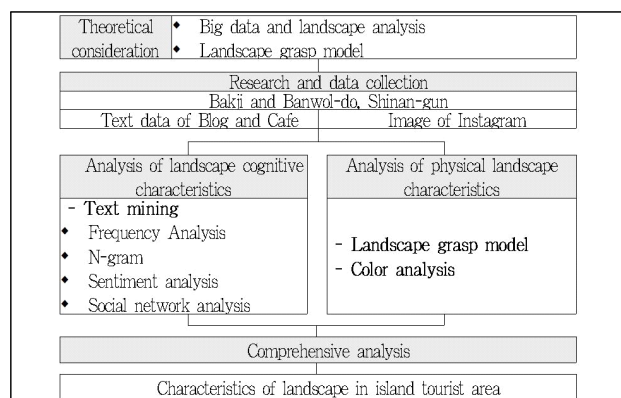 Theoretical
consideration
◆ Big data and landscape analysis
◆ Landscape grasp model
Research and data collection
Bakji and Banwol-do, Shinan-gun
Text data of Blog and Cafe
Image of Instagram
Analysis of landscape cognitive
characteristics
- Text mining
◆ Frequency Analysis
◆ N-gram
◆ Sentiment analysis
◆ Social network analysis
Analysis of physical landscape
characteristics
- Landscape grasp model
- Color analysis
Comprehensive analysis
Characteristics of landscape in island tourist area